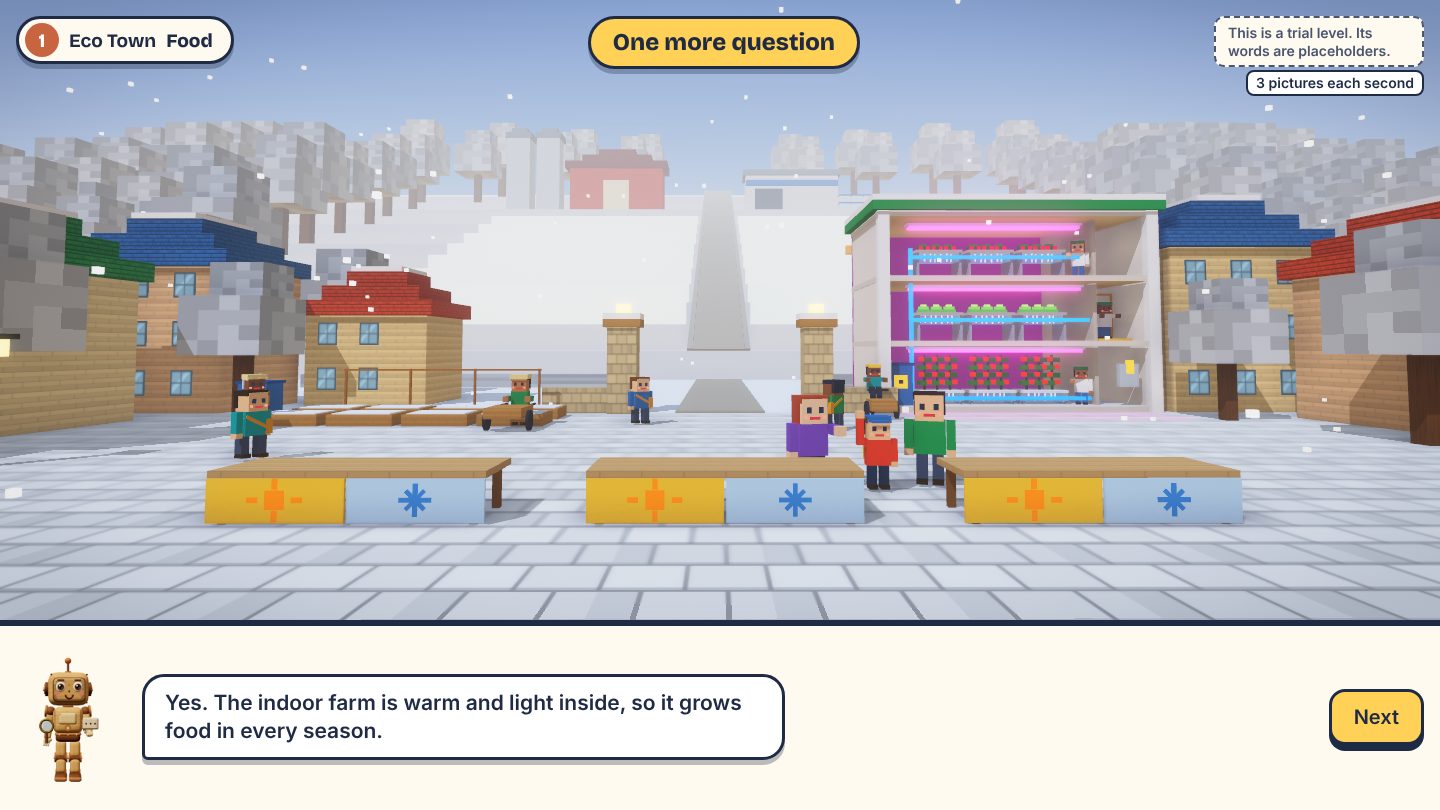 1 Eco Town Food
One more question
This is a trial level. Its
words are placeholders.
3 pictures each second
Yes. The indoor farm is warm and light inside, so it grows
food in every season.
Next